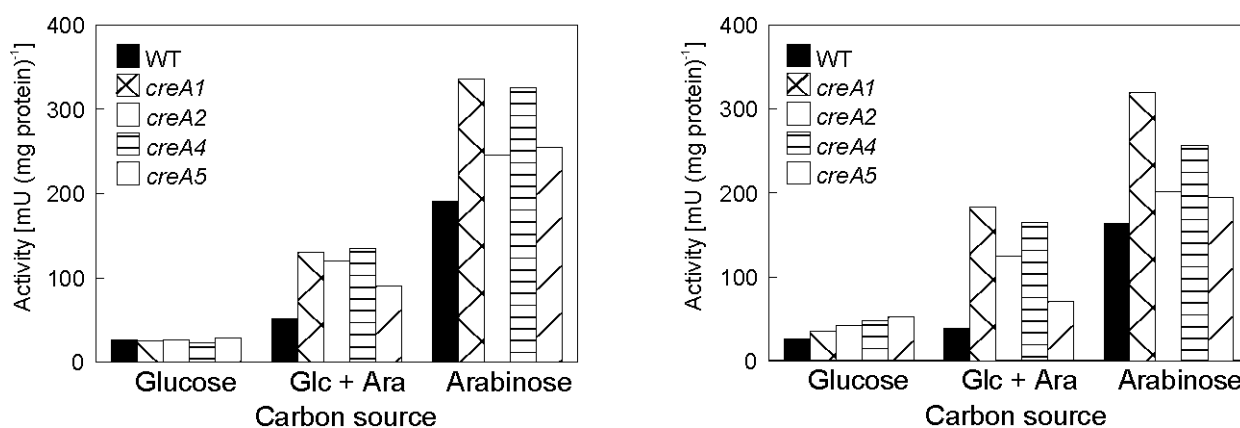 400
300
200
100
0
Activity [mU (mg protein)⁻¹]
WT
creA1
creA2
creA4
creA5
Glucose Glc + Ara Arabinose
Carbon source
400
300
200
100
0
Activity [mU (mg protein)⁻¹]
WT
creA1
creA2
creA4
creA5
Glucose Glc + Ara Arabinose
Carbon source